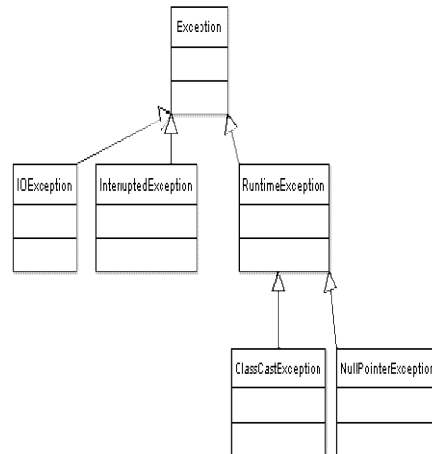 Exception
IOException
InterruptedException
RuntimeException
ClassCastException
NullPointerException